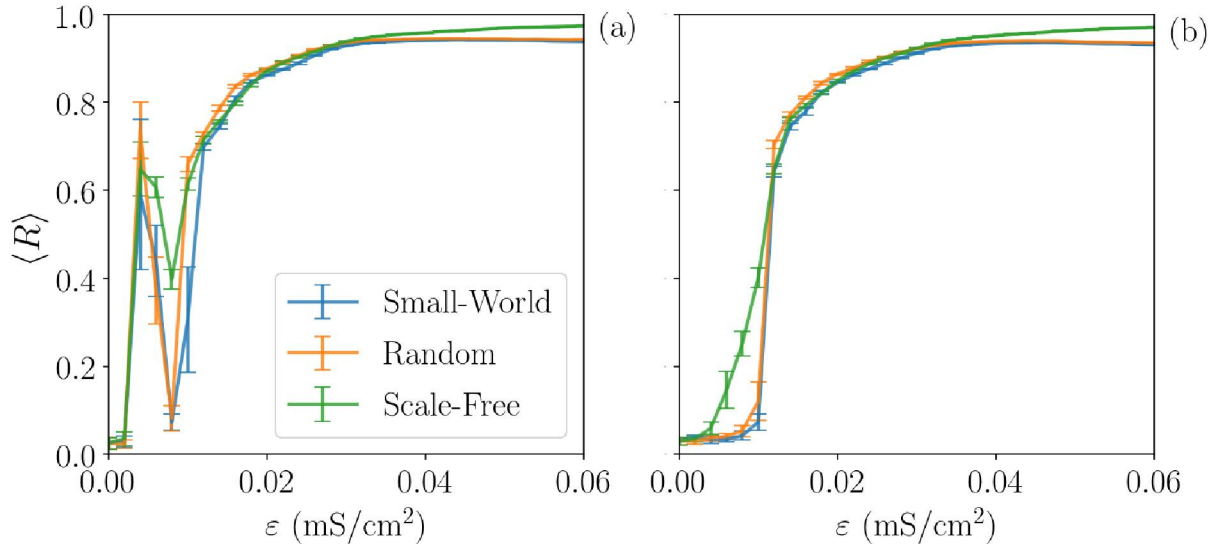 (a)
1.0
0.8
0.6
0.4
0.2
0.0
⟨R⟩
Small-World
Random
Scale-Free
0.00 0.02 0.04 0.06
ε (mS/cm²)
(b)
0.00 0.02 0.04 0.06
ε (mS/cm²)